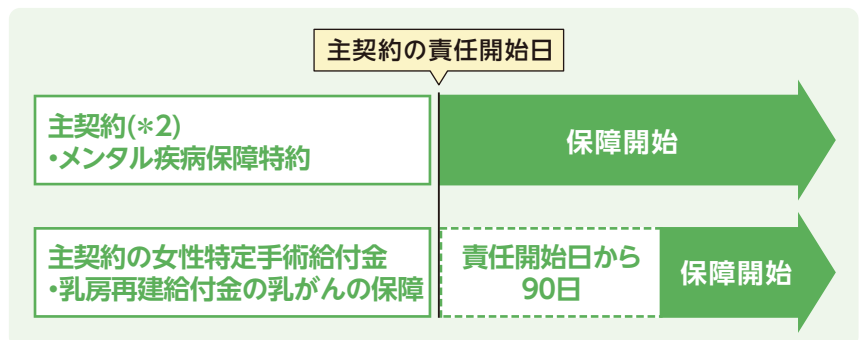 主契約の責任開始日
主契約(＊2)
・メンタル疾病保障特約
保障開始
主契約の女性特定手術給付金
・乳房再建給付金の乳がんの保障
責任開始日から
90日
保障開始